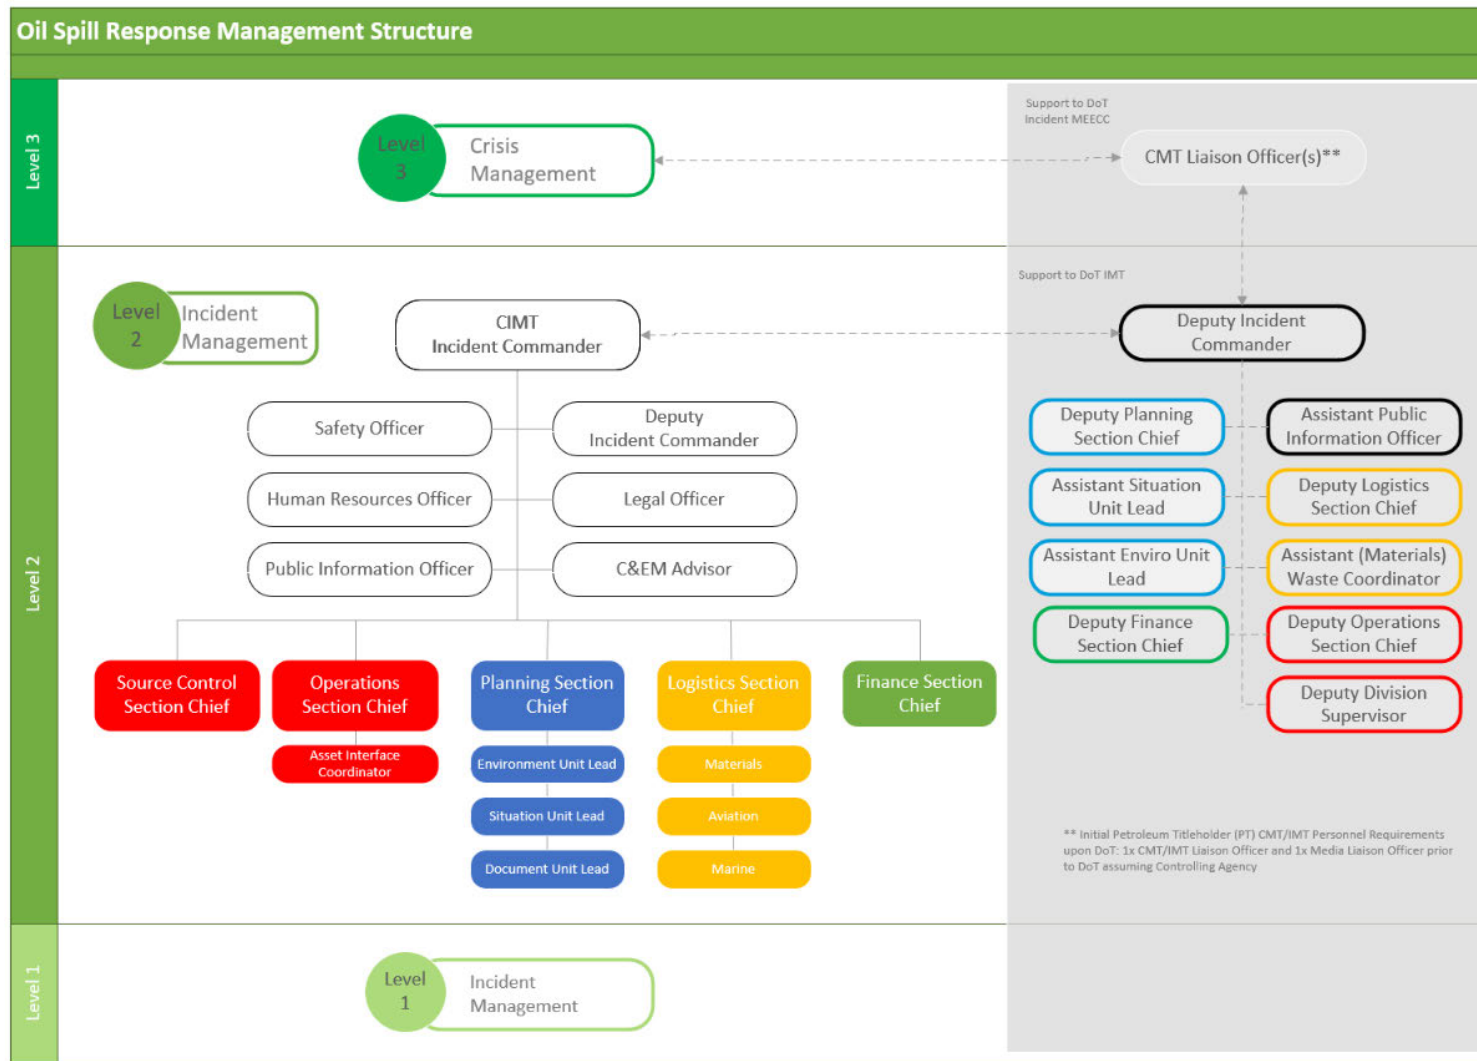 Oil Spill Response Management Structure
Level 3
Level
3
Crisis
Management
Support to DoT
Incident MEECC
CMT Liaison Officer(s)**
Level 2
Level
2
Incident
Management
CIMT
Incident Commander
Support to DoT IMT
Deputy Incident
Commander
Safety Officer
Deputy
Incident Commander
Human Resources Officer
Legal Officer
Public Information Officer
C&EM Advisor
Deputy Planning
Section Chief
Assistant Public
Information Officer
Assistant Situation
Unit Lead
Deputy Logistics
Section Chief
Assistant Enviro Unit
Lead
Assistant (Materials)
Waste Coordinator
Deputy Finance
Section Chief
Deputy Operations
Section Chief
Deputy Division
Supervisor
Source Control
Section Chief
Operations
Section Chief
Asset Interface
Coordinator
Planning Section
Chief
Environment Unit Lead
Situation Unit Lead
Document Unit Lead
Logistics Section
Chief
Materials
Aviation
Marine
Finance Section
Chief
** Initial Petroleum Titleholder (PT) CMT/IMT Personnel Requirements
upon DoT: 1x CMT/IMT Liaison Officer and 1x Media Liaison Officer prior
to DoT assuming Controlling Agency
Level 1
Level
1
Incident
Management